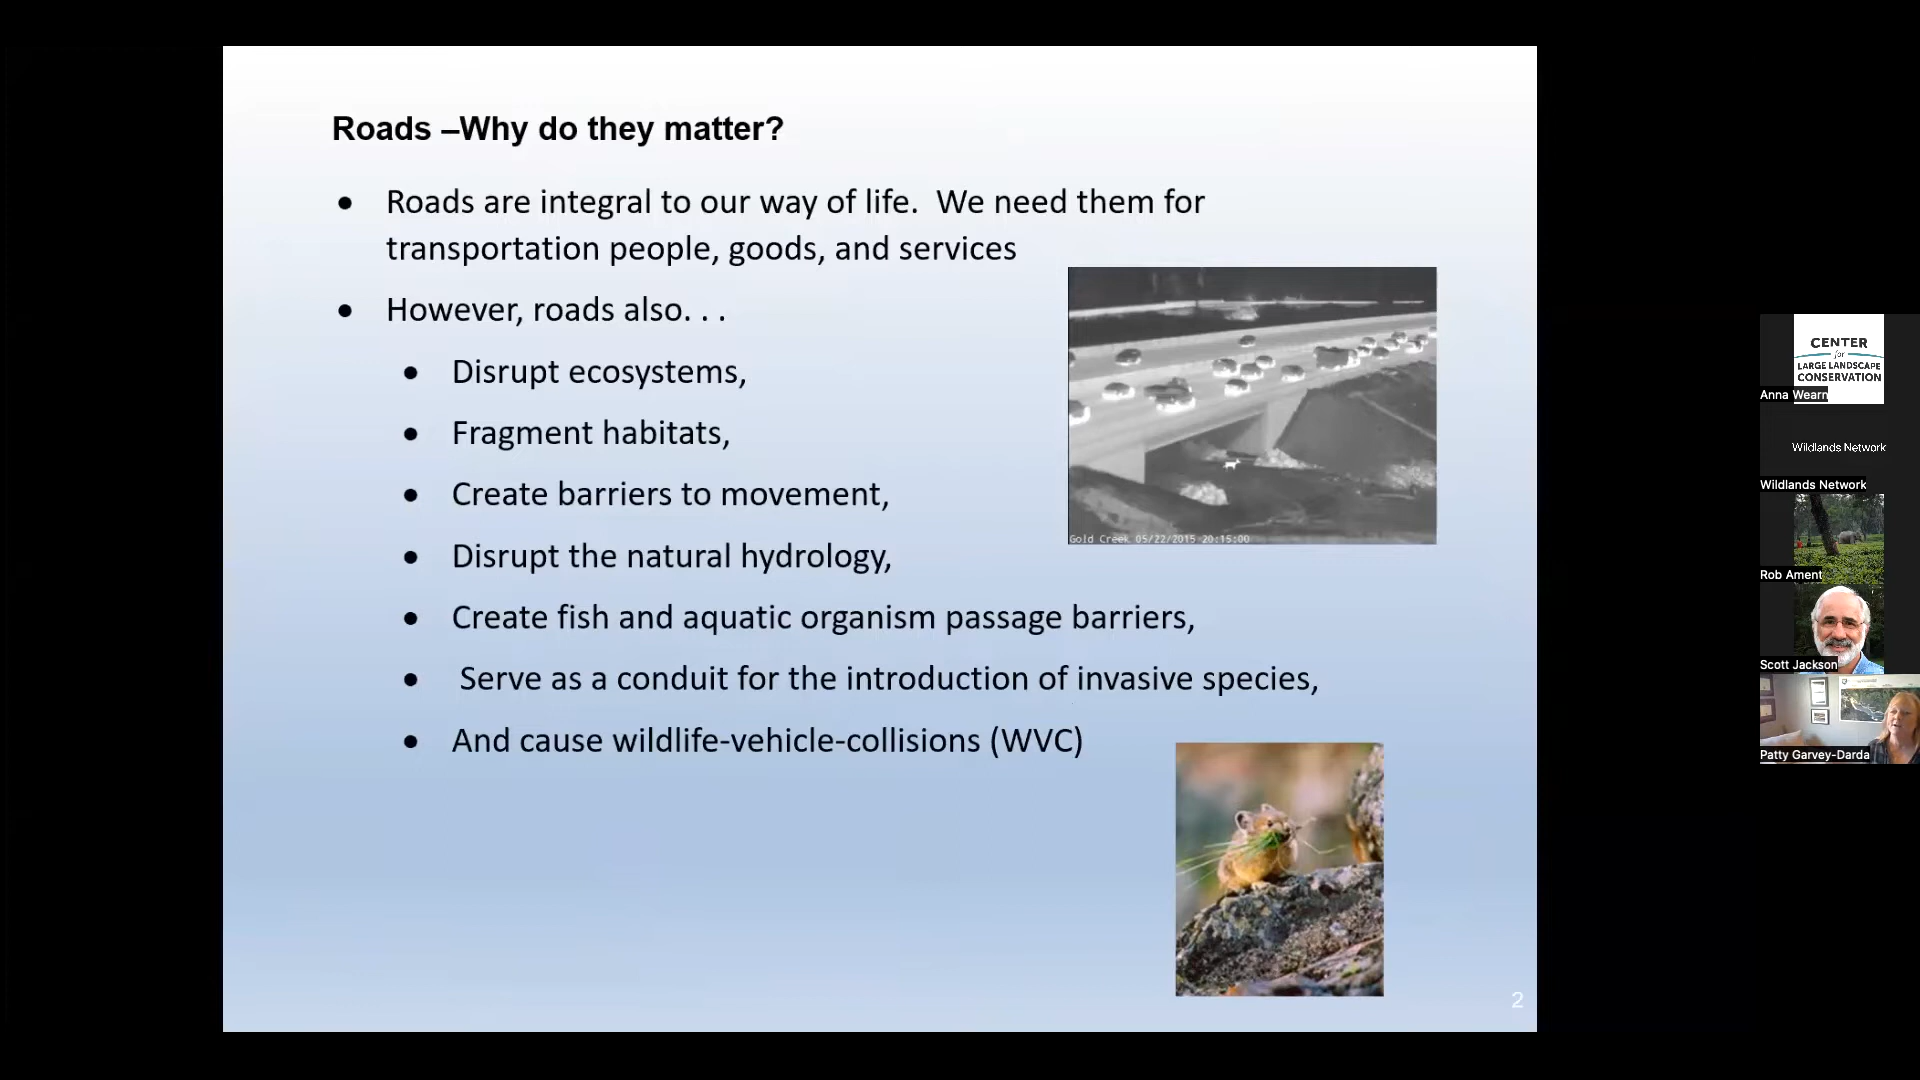 Roads –Why do they matter?
• Roads are integral to our way of life. We need them for
transportation people, goods, and services
• However, roads also. . .
• Disrupt ecosystems,
• Fragment habitats,
• Create barriers to movement,
• Disrupt the natural hydrology,
• Create fish and aquatic organism passage barriers,
• Serve as a conduit for the introduction of invasive species,
• And cause wildlife-vehicle-collisions (WVC)
Gold Creek 05/22/2015 20:15:00
2
CENTER
for
LARGE LANDSCAPE
CONSERVATION
Anna Wearn
Wildlands Network
Wildlands Network
Rob Ament
Scott Jackson
Patty Garvey-Darda